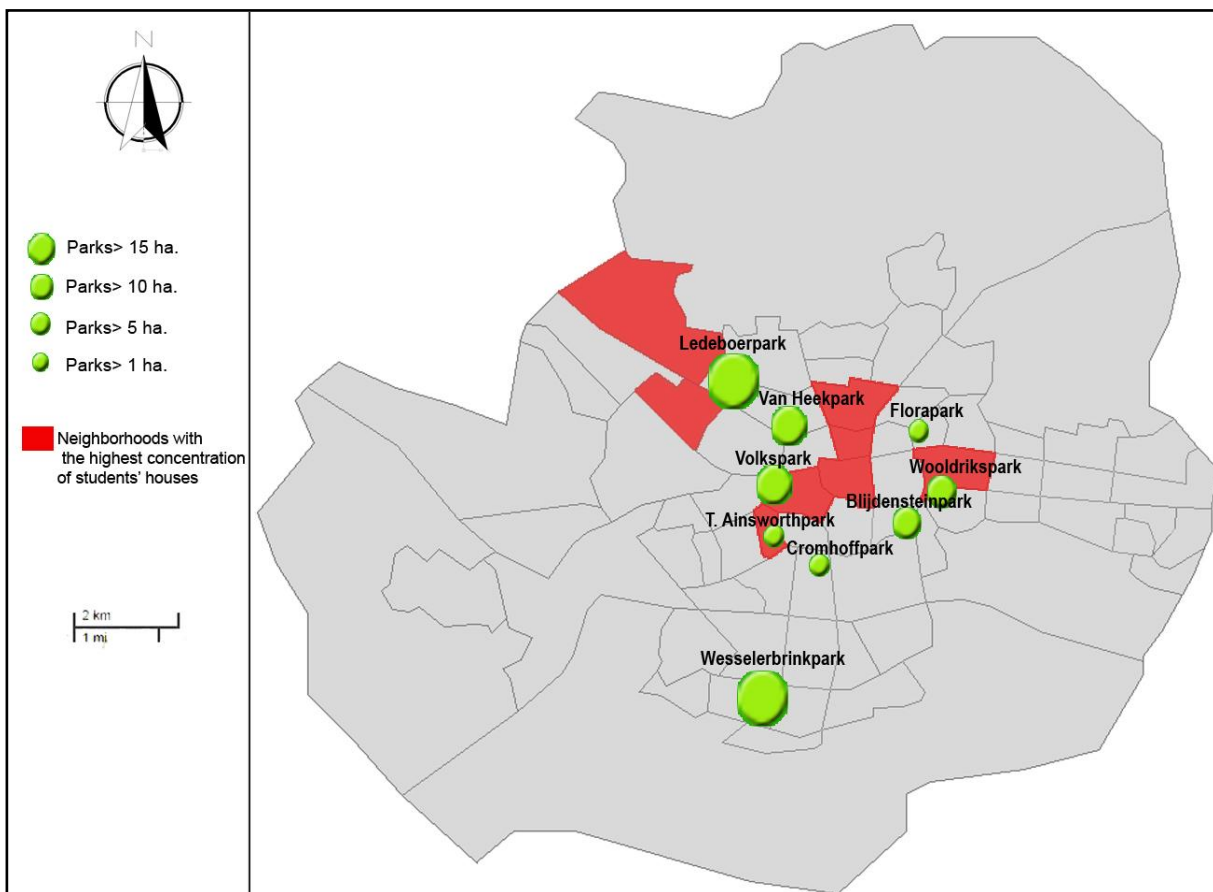 N
Parks> 15 ha.
Parks> 10 ha.
Parks> 5 ha.
Parks> 1 ha.
Neighborhoods with
the highest concentration
of students' houses
2 km
1 mi
Ledeboerpark
Van Heekpark
Florapark
Volkspark
Wooldrikspark
Blijdensteinpark
T. Ainsworthpark
Cromhoffpark
Wesselerbrinkpark